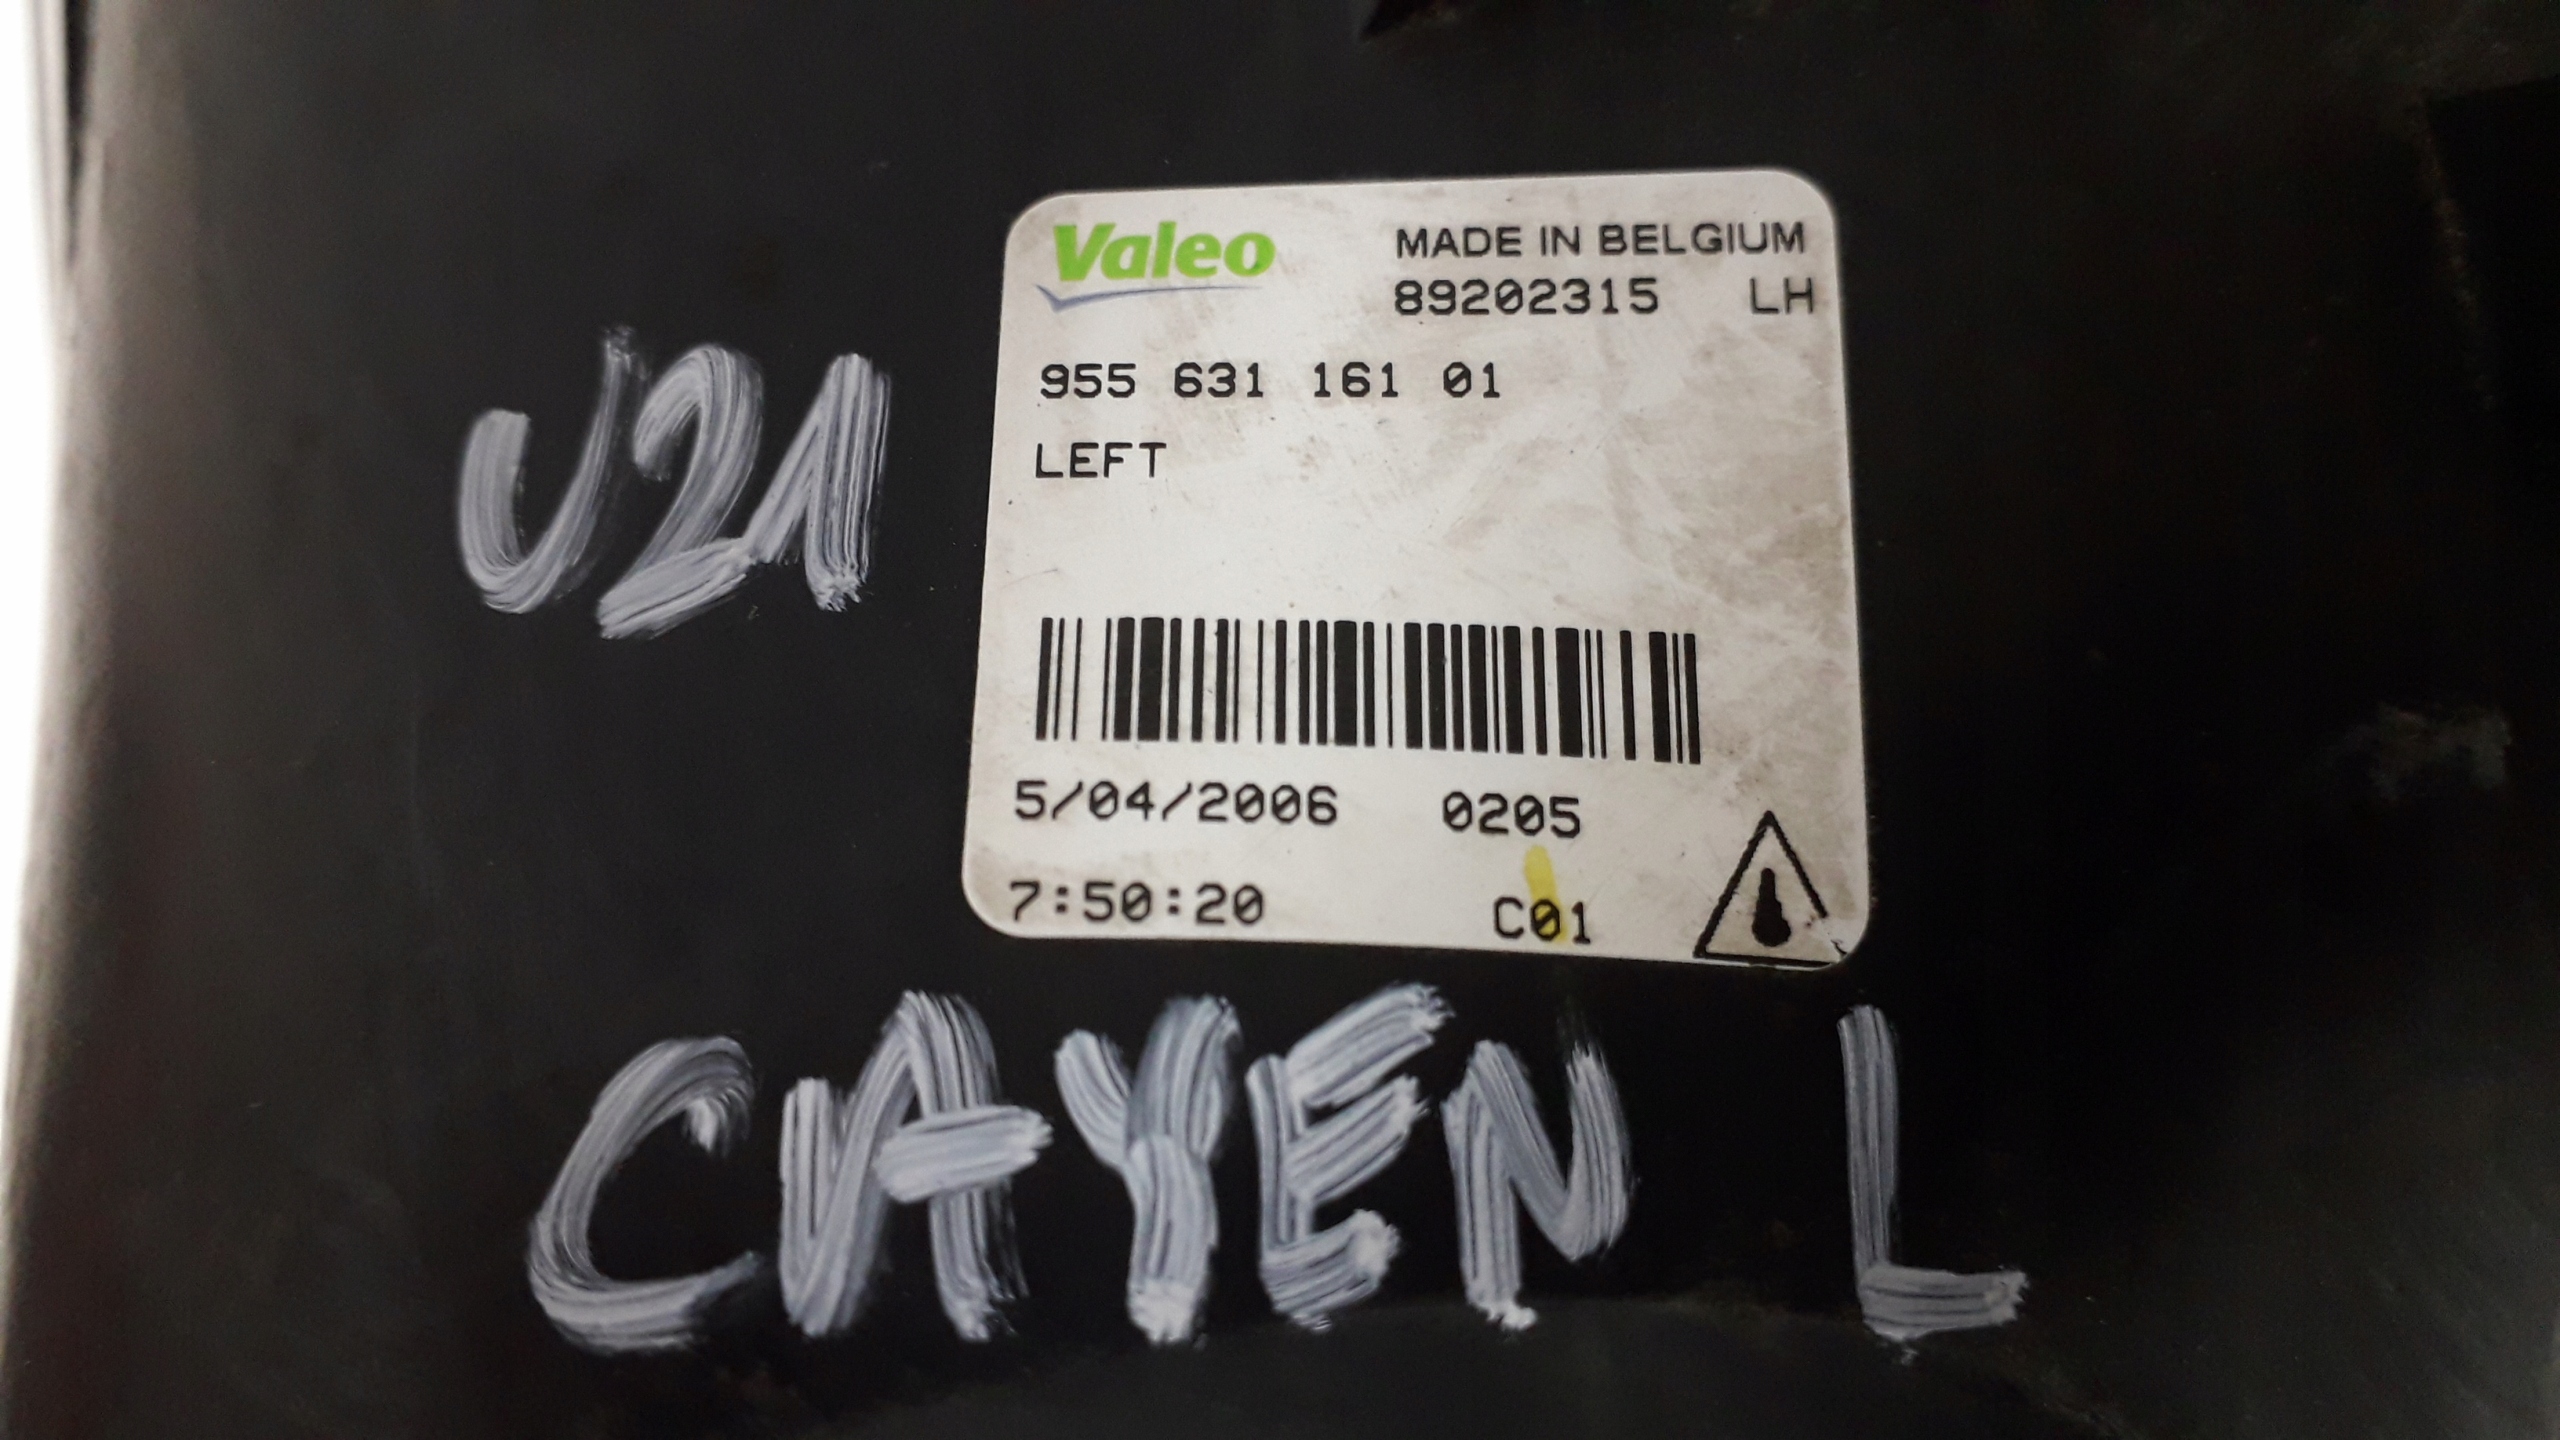 Valeo MADE IN BELGIUM
89202315 LH
955 631 161 01
LEFT
U21
5/04/2006 0205
7:50:20 C01
CAYEN L